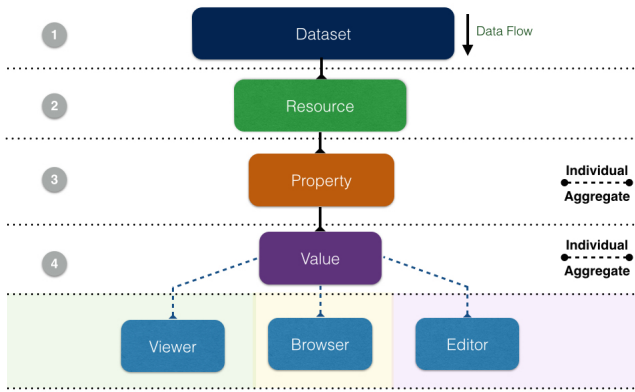 1
Dataset
Data Flow
2
Resource
3
Property
Individual
Aggregate
4
Value
Individual
Aggregate
Viewer
Browser
Editor